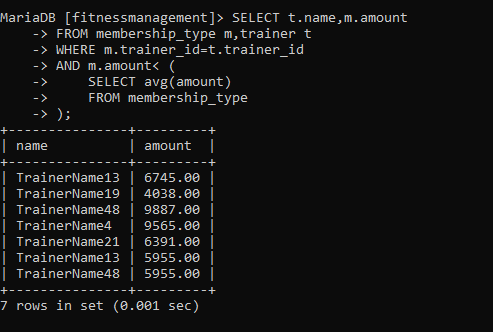 MariaDB [fitnessmanagement]> SELECT t.name,m.amount
    -> FROM membership_type m,trainer t
    -> WHERE m.trainer_id=t.trainer_id
    -> AND m.amount< (
    ->     SELECT avg(amount)
    ->     FROM membership_type
    -> );
+---------------+---------+
| name          | amount  |
+---------------+---------+
| TrainerName13 | 6745.00 |
| TrainerName19 | 4038.00 |
| TrainerName48 | 9887.00 |
| TrainerName4  | 9565.00 |
| TrainerName21 | 6391.00 |
| TrainerName13 | 5955.00 |
| TrainerName48 | 5955.00 |
+---------------+---------+
7 rows in set (0.001 sec)